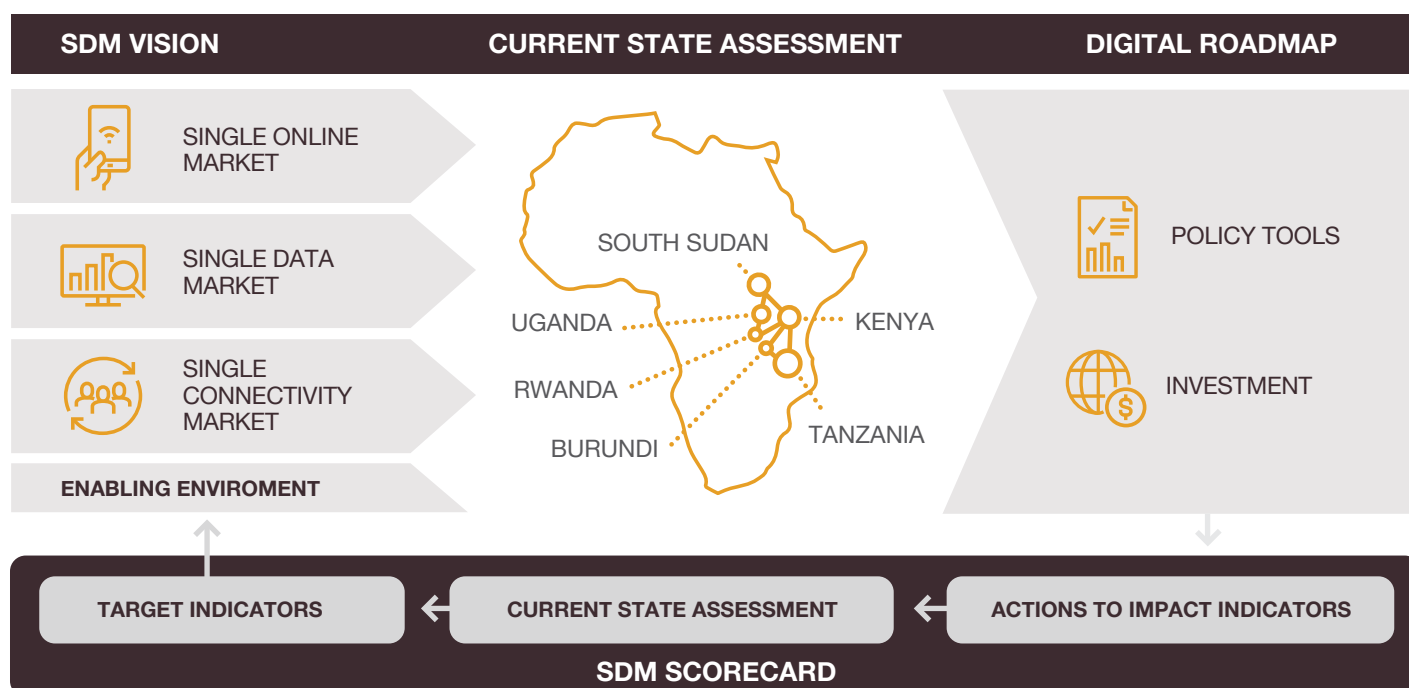 SDM VISION
CURRENT STATE ASSESSMENT
DIGITAL ROADMAP
SINGLE ONLINE
MARKET
SINGLE DATA
MARKET
SINGLE
CONNECTIVITY
MARKET
ENABLING ENVIROMENT
SOUTH SUDAN
UGANDA
KENYA
RWANDA
BURUNDI
TANZANIA
POLICY TOOLS
INVESTMENT
$
TARGET INDICATORS
CURRENT STATE ASSESSMENT
ACTIONS TO IMPACT INDICATORS
SDM SCORECARD